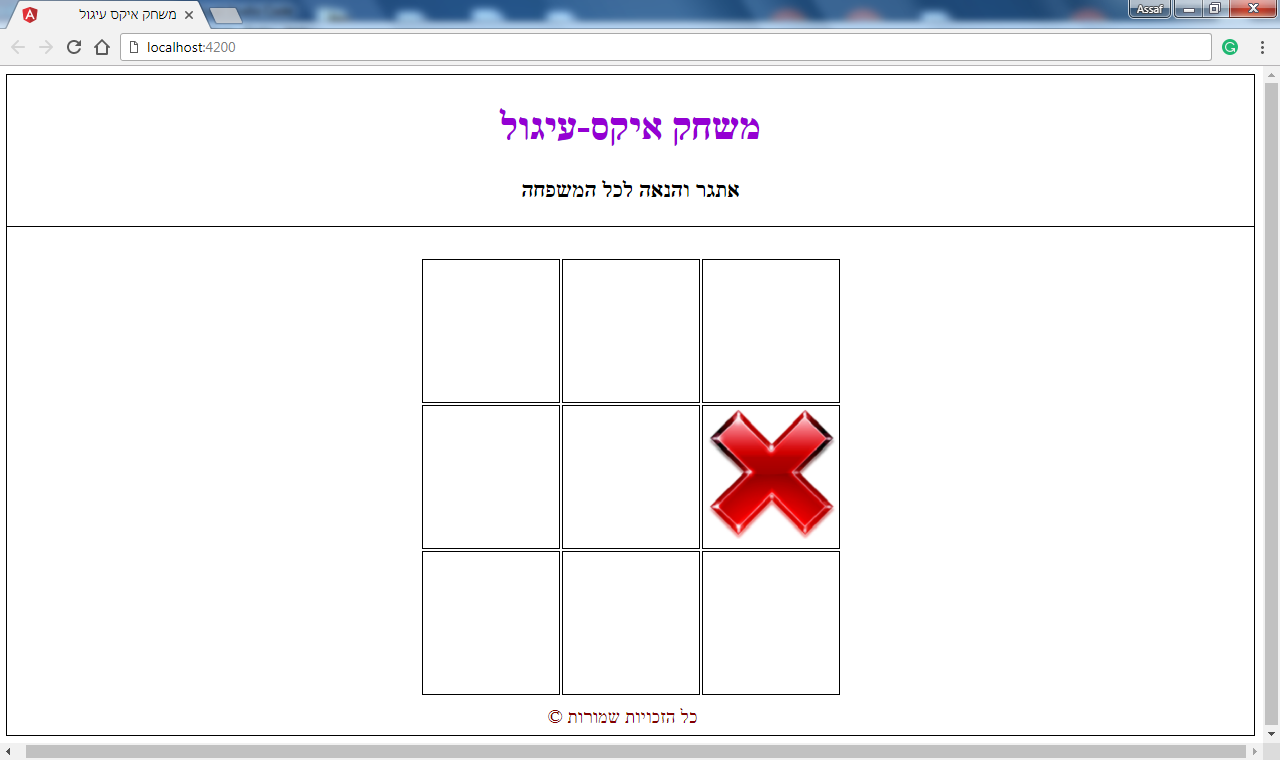 משחק איקס עיגול
Assaf
localhost:4200
משחק איקס-עיגול
אתגר והנאה לכל המשפחה
כל הזכויות שמורות ©